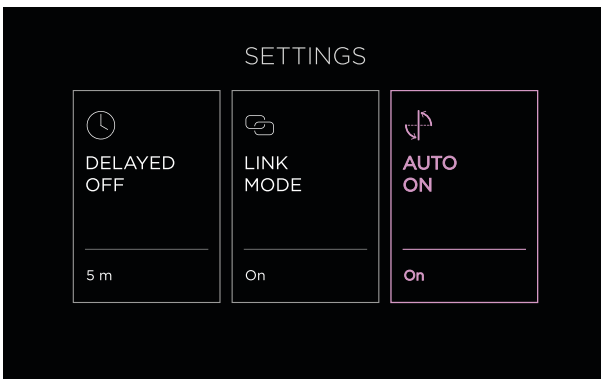 SETTINGS
DELAYED
OFF
5 m
LINK
MODE
On
AUTO
ON
On